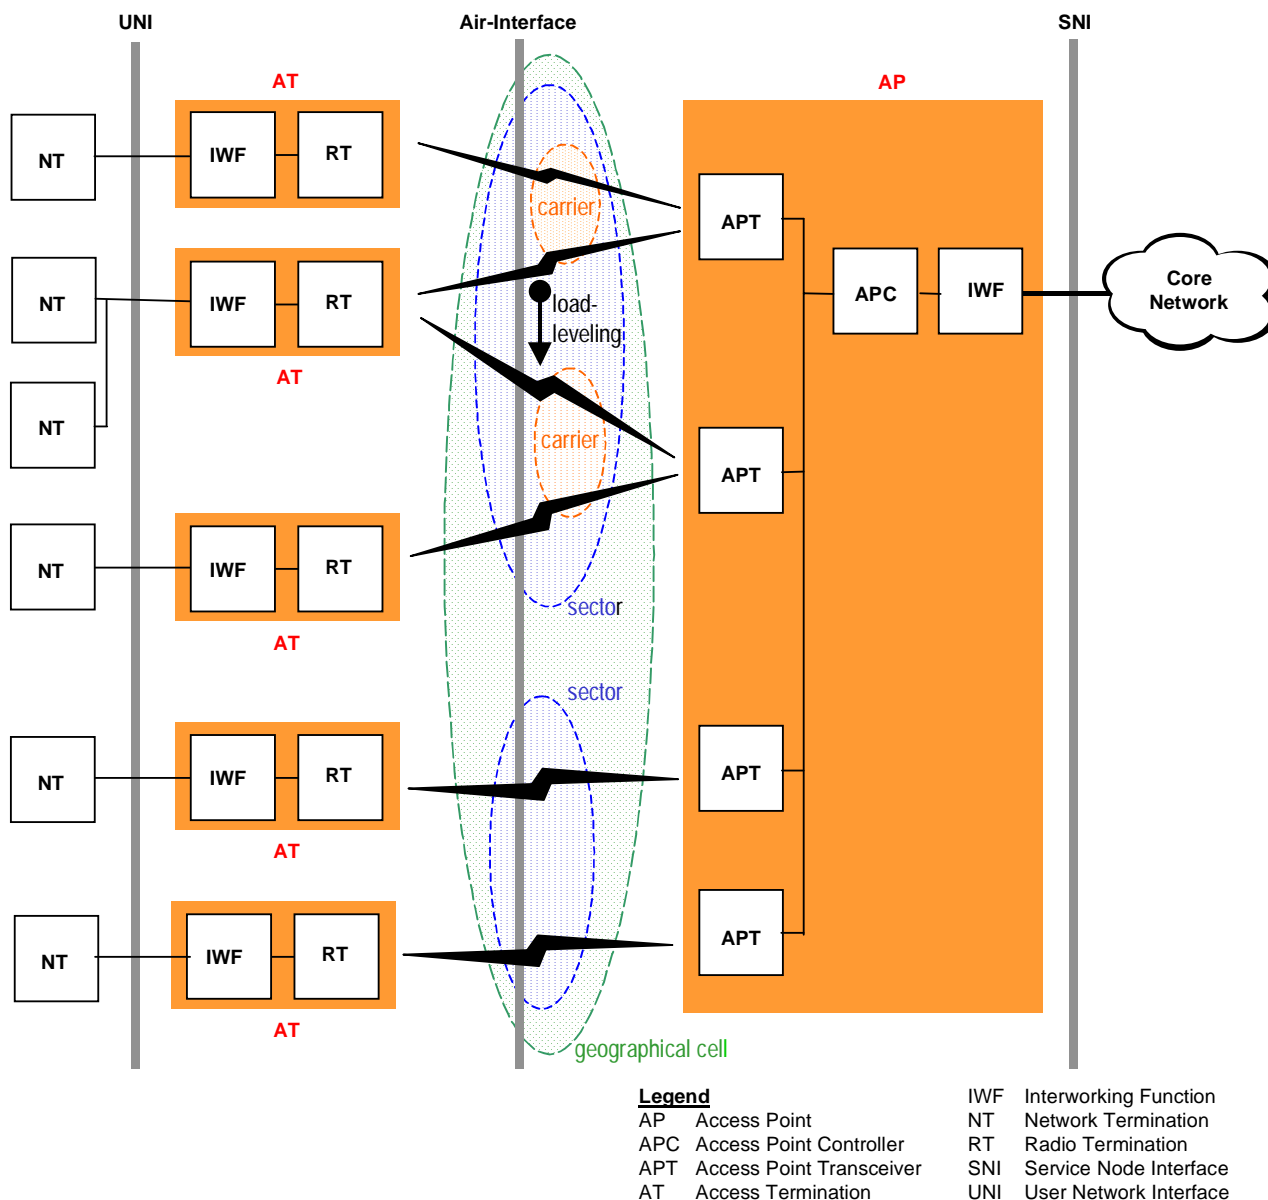 UNI
Air-Interface
SNI
AT
AP
NT
IWF
RT
carrier
APT
NT
IWF
RT
load-
leveling
APC
IWF
Core
Network
AT
NT
carrier
APT
NT
IWF
RT
sector
AT
sector
NT
IWF
RT
APT
AT
NT
IWF
RT
APT
AT
geographical cell
Legend
AP Access Point
APC Access Point Controller
APT Access Point Transceiver
AT Access Termination
IWF Interworking Function
NT Network Termination
RT Radio Termination
SNI Service Node Interface
UNI User Network Interface